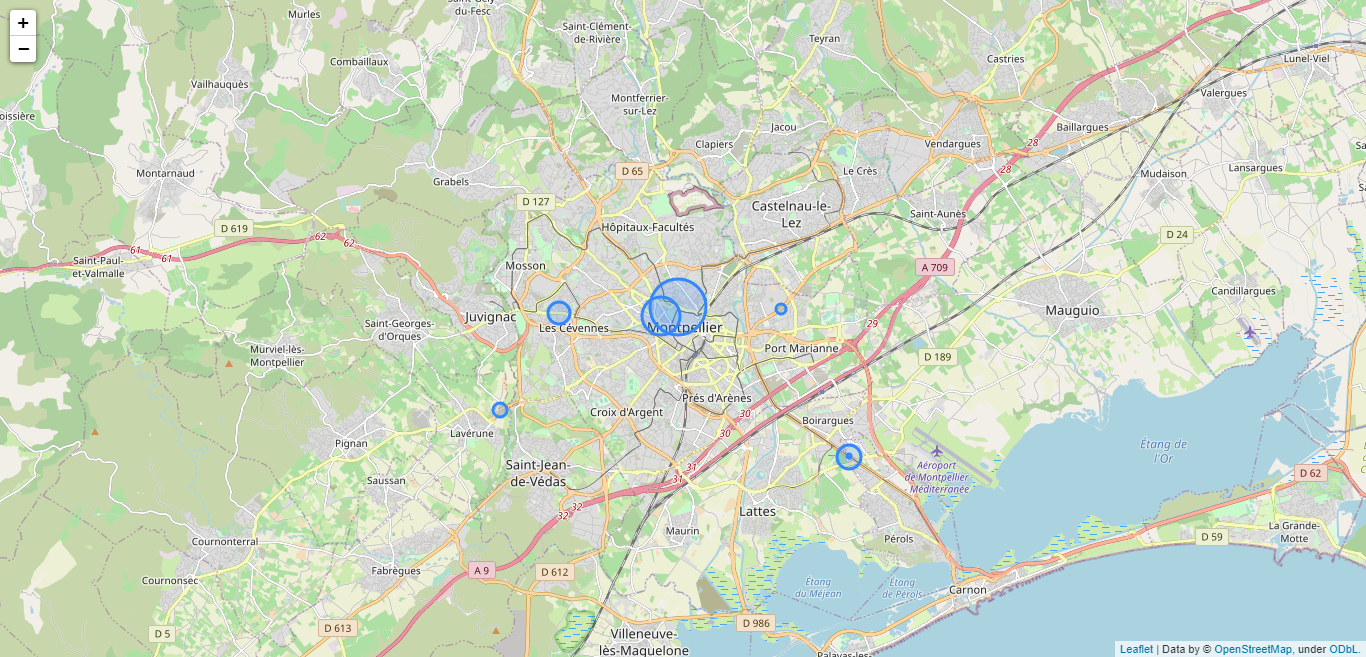 +
−
Saint-Gély-
du-Fesc
Murles
Saint-Clément-
de-Rivière
Teyran
Castries
Lunel-Viel
Combaillaux
Vailhauquès
Montferrier-
sur-Lez
Valergues
oissière
Jacou
Baillargues
Clapiers
Vendargues
28
28
Montarnaud
D 65
Le Crès
Lansargues
Mudaison
Grabels
D 127
Castelnau-le-
Lez
Saint-Aunès
D 619
62
62
Hôpitaux-Facultés
D 24
61
61
Saint-Paul-
et-Valmalle
Mosson
A 709
Candillargues
Mauguio
Juvignac
Saint-Georges-
d'Orques
Les Cévennes
Montpellier
29
Murviel-lès-
Montpellier
Port Marianne
D 189
Prés d'Arènes
Croix d'Argent
30
30
Boirargues
Pignan
Lavérune
Étang de
l'Or
Saint-Jean-
de-Védas
31
31
Aéroport
de Montpellier
Méditerranée
D 62
Saussan
32
32
Lattes
Maurin
Pérols
La Grande-
Motte
D 59
Cournonterral
Fabrègues
A 9
D 612
Cournonsec
Étang
du Méjean
Étang
de Pérols
Carnon
D 5
D 613
D 986
Villeneuve-
lès-Maguelone
Palavas-les-
Leaflet | Data by © OpenStreetMap, under ODbL.